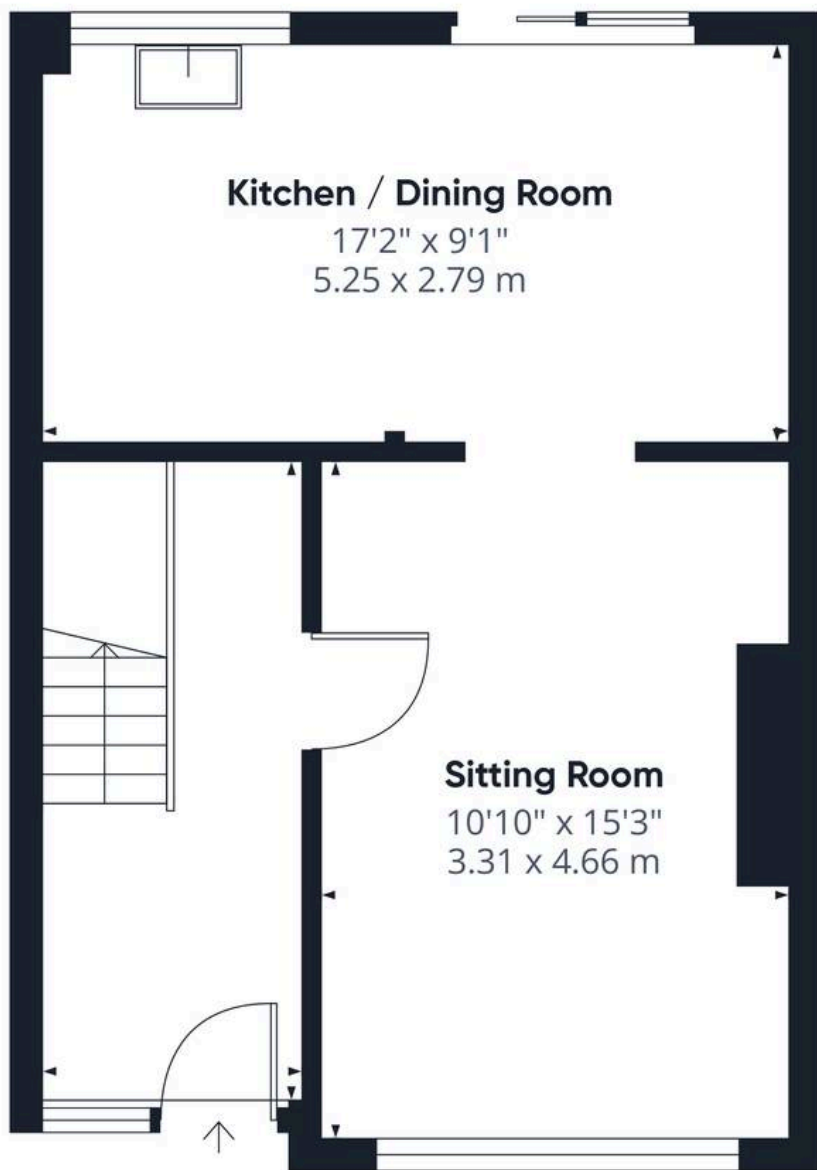 Kitchen / Dining Room
17'2" x 9'1"
5.25 x 2.79 m
Sitting Room
10'10" x 15'3"
3.31 x 4.66 m